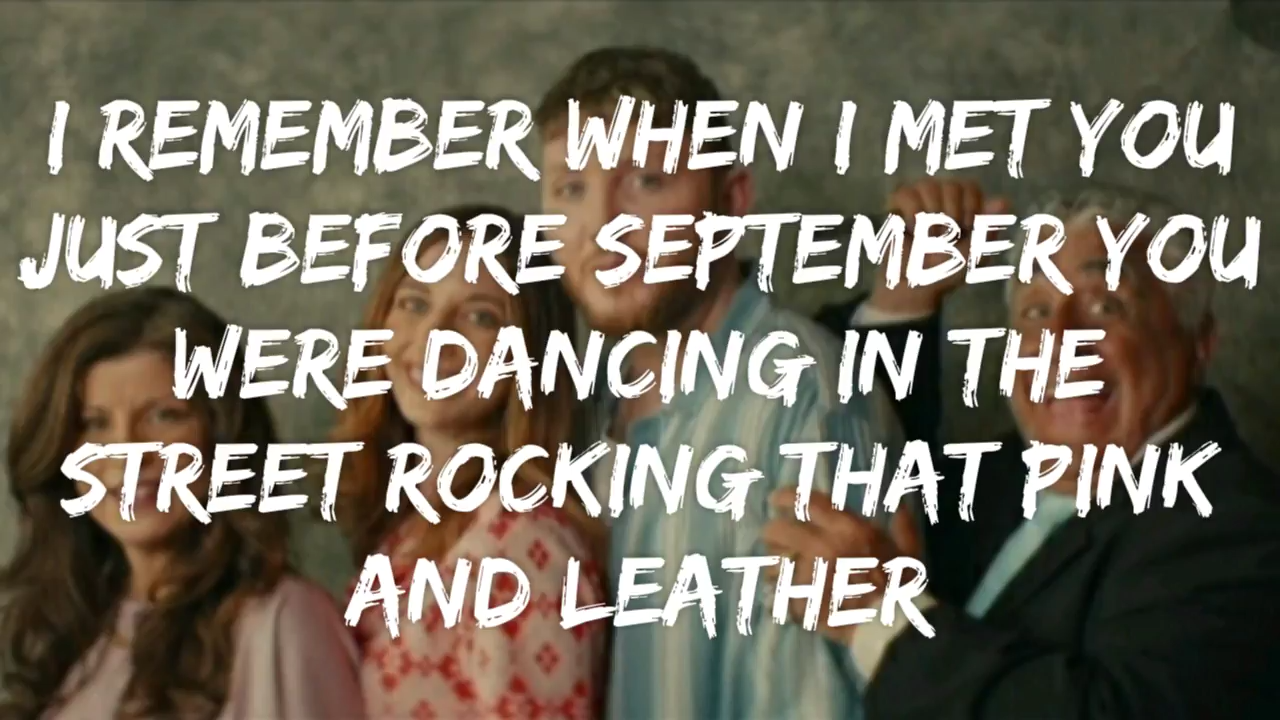 I REMEMBER WHEN I MET YOU
JUST BEFORE SEPTEMBER YOU
WERE DANCING IN THE
STREET ROCKING THAT PINK
AND LEATHER